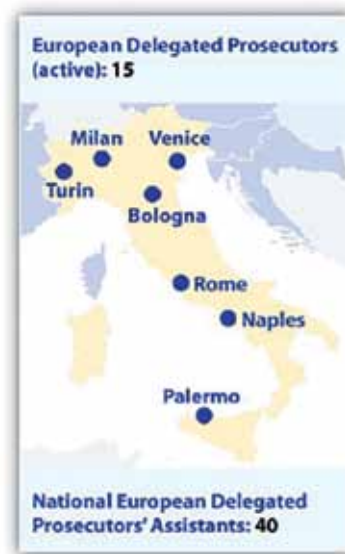 European Delegated Prosecutors
(active): 15
Milan
Venice
Turin
Bologna
Rome
Naples
Palermo
National European Delegated
Prosecutors' Assistants: 40